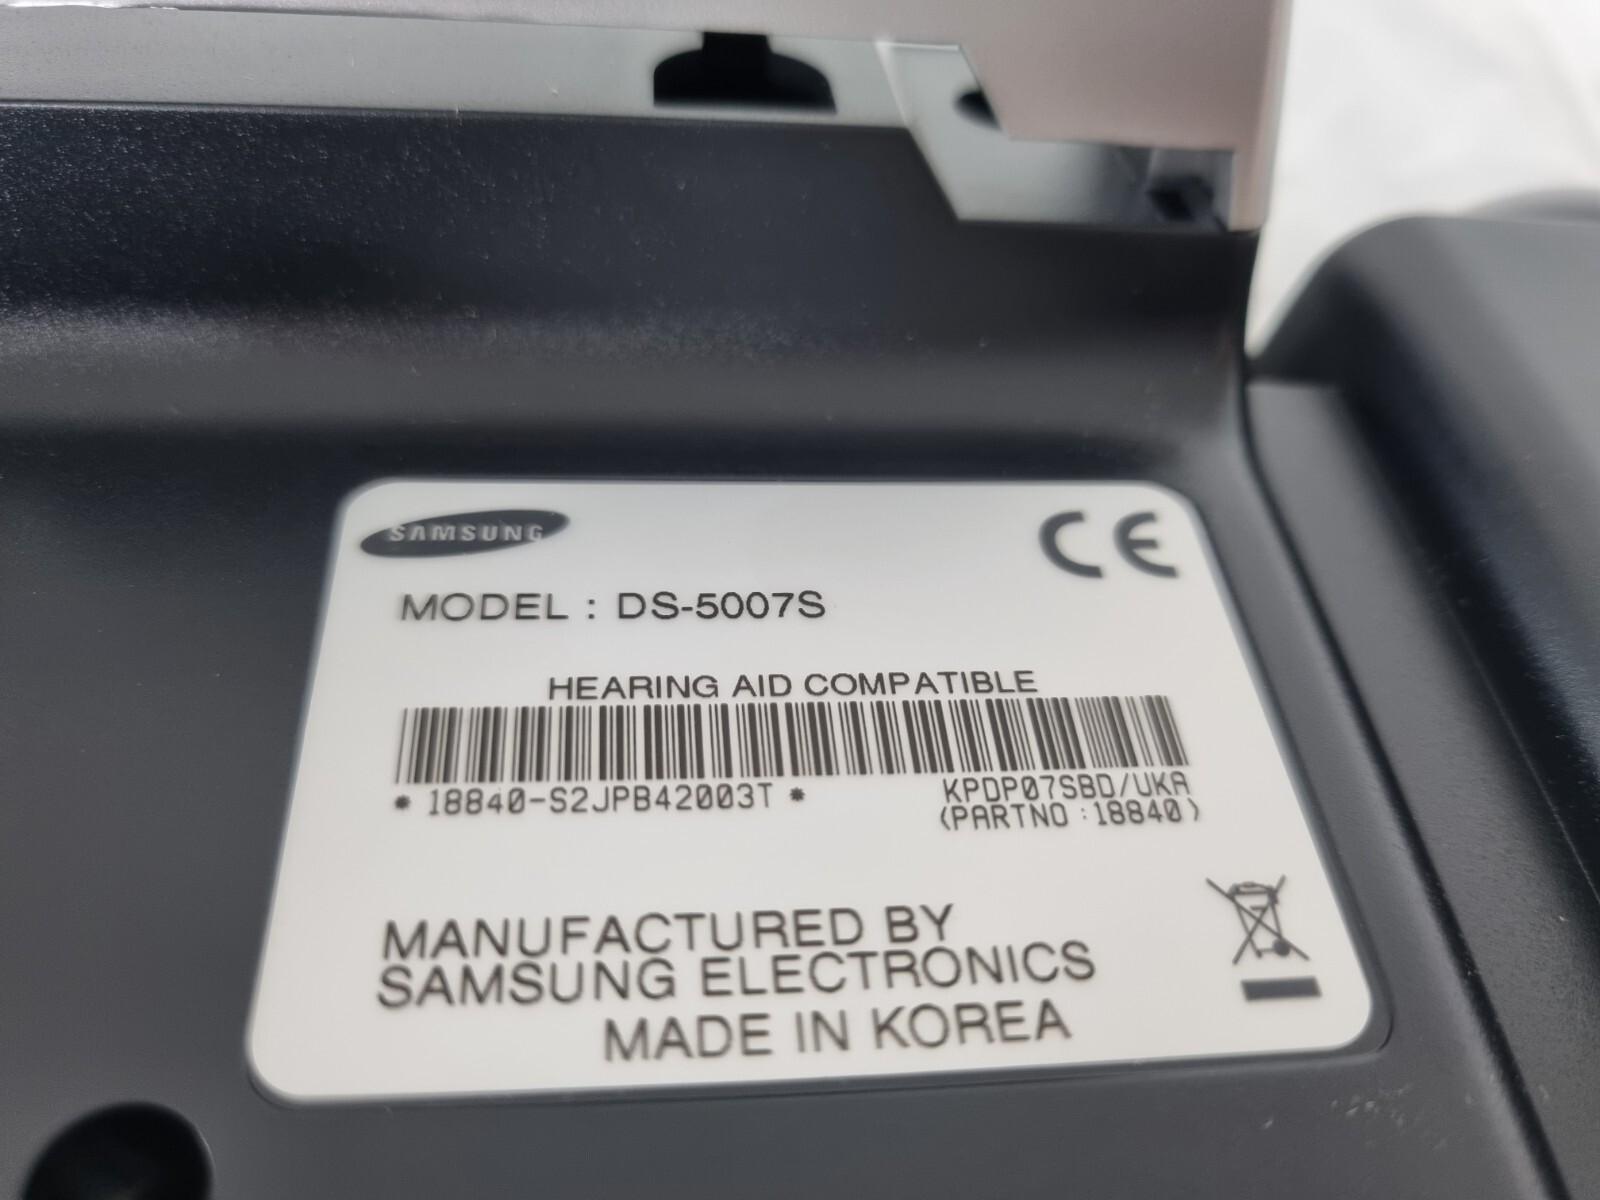 SAMSUNG
CE
MODEL : DS-5007S
HEARING AID COMPATIBLE
* 18840-S2JPB42003T *
KPDP07SBD/UKA
(PARTNO : 18840)
MANUFACTURED BY
SAMSUNG ELECTRONICS
MADE IN KOREA